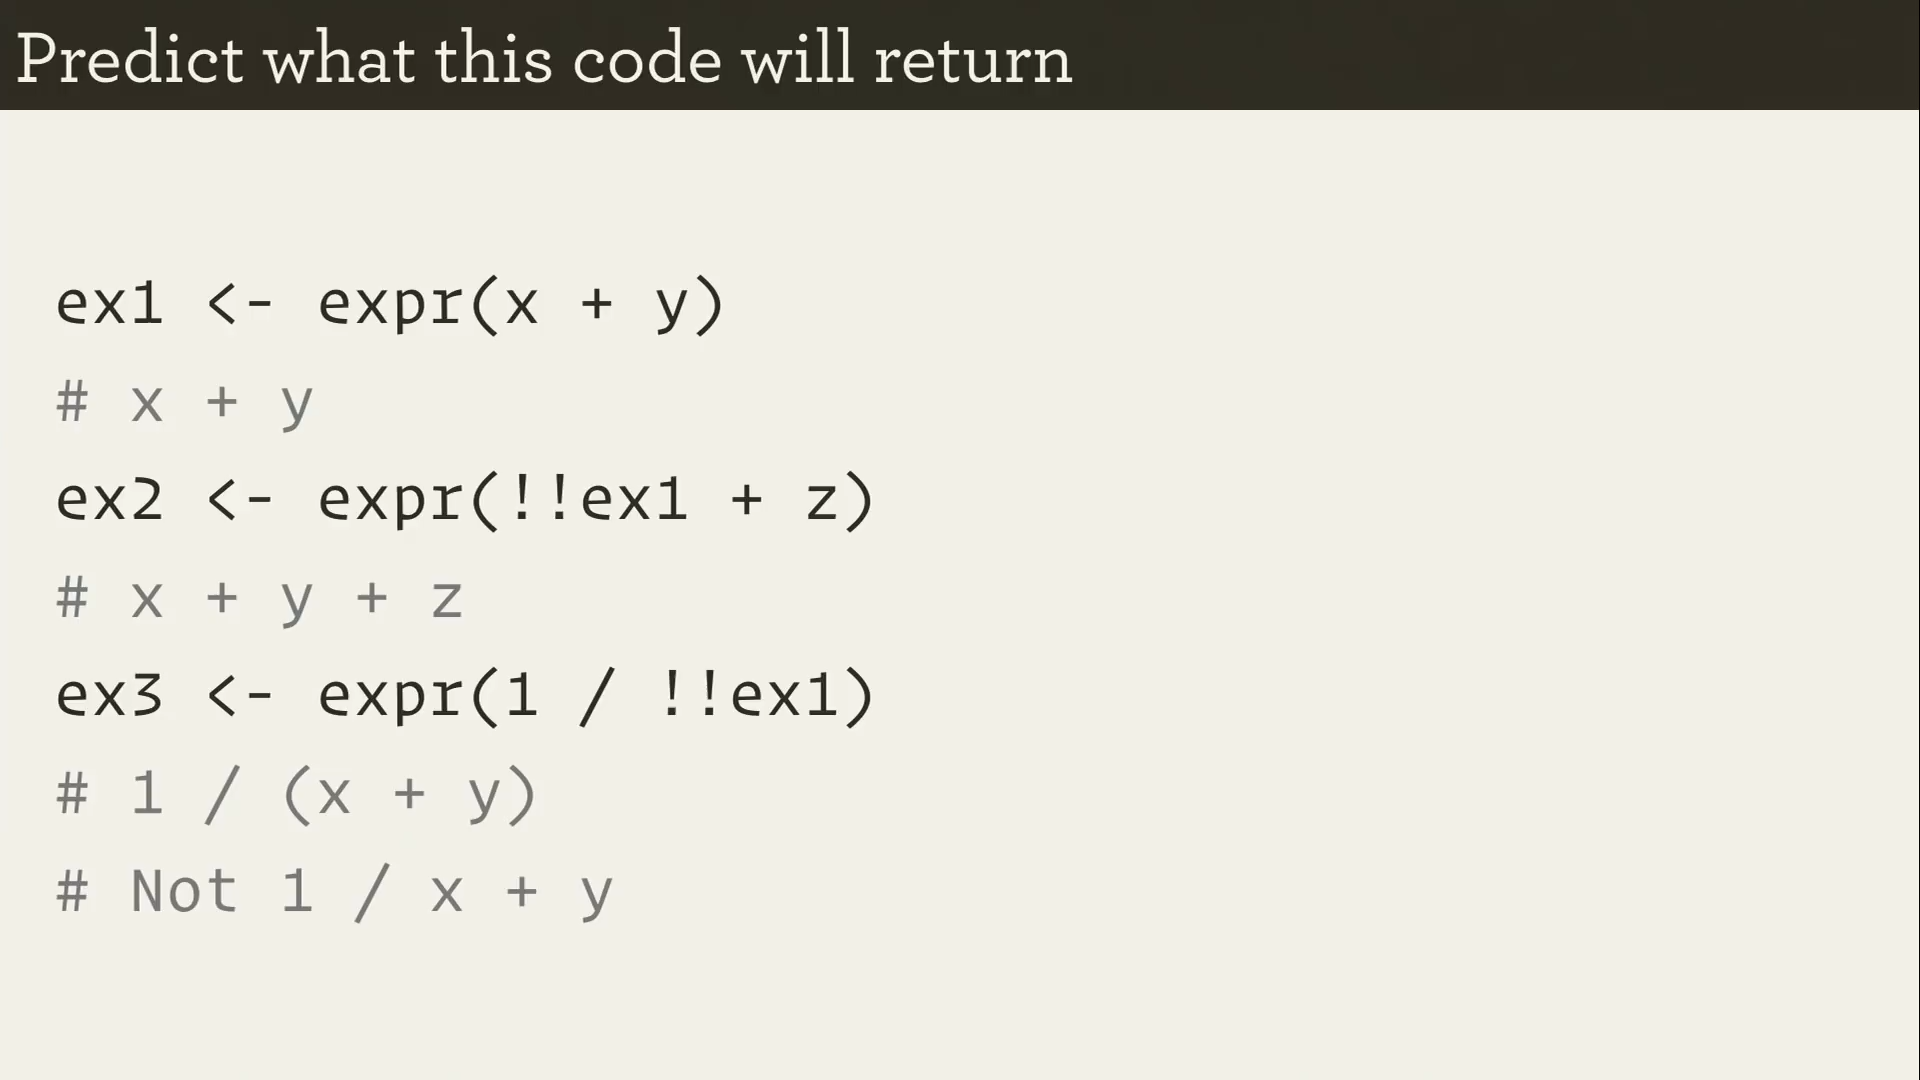 Predict what this code will return
ex1 <- expr(x + y)
# x + y
ex2 <- expr(!!ex1 + z)
# x + y + z
ex3 <- expr(1 / !!ex1)
# 1 / (x + y)
# Not 1 / x + y